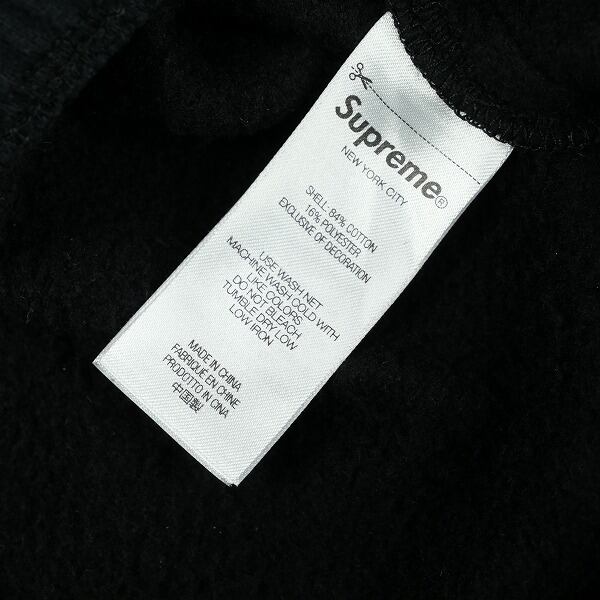 Supreme®
NEW YORK CITY
SHELL: 84% COTTON
16% POLYESTER
EXCLUSIVE OF DECORATION
USE WASH NET
MACHINE WASH COLD WITH
LIKE COLORS
DO NOT BLEACH
TUMBLE DRY LOW
LOW IRON
MADE IN CHINA
FABRIQUÉ EN CHINE
PRODOTTO IN CINA
中国製